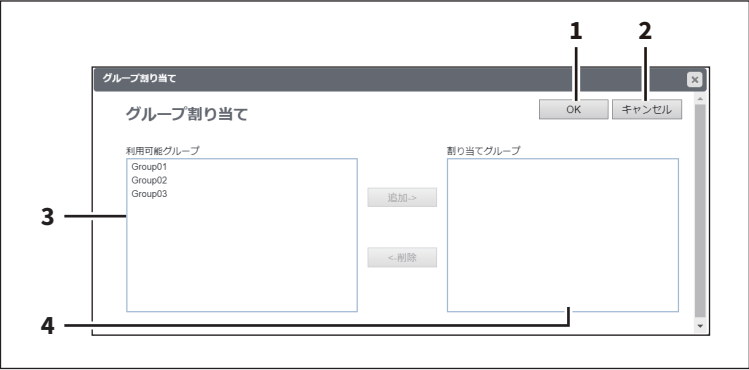 1 2
グループ割り当て
グループ割り当て
OK キャンセル
利用可能グループ 割り当てグループ
Group01
Group02
Group03
追加->
3
<-削除
4